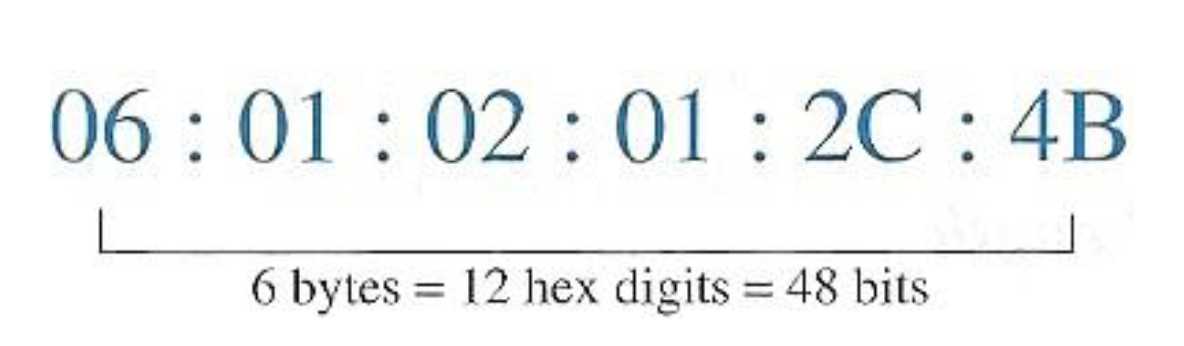 06 : 01 : 02 : 01 : 2C : 4B
6 bytes = 12 hex digits = 48 bits